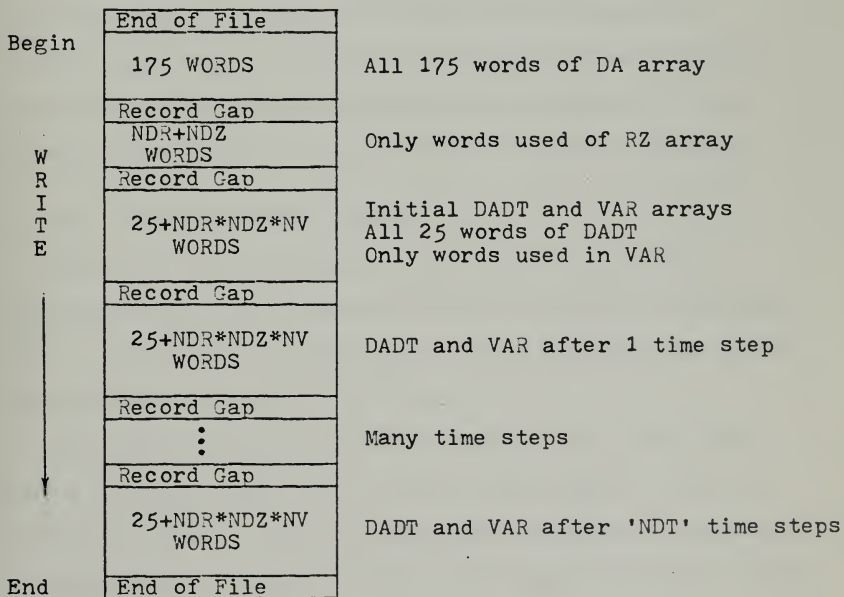 End of File
Begin
175 WORDS All 175 words of DA array
Record Gap
NDR+NDZ
WORDS
Only words used of RZ array
W
R
I
T
E
Record Gap
25+NDR*NDZ*NV
WORDS
Initial DADT and VAR arrays
All 25 words of DADT
Only words used in VAR
Record Gap
25+NDR*NDZ*NV
WORDS
DADT and VAR after 1 time step
Record Gap
Many time steps
Record Gap
25+NDR*NDZ*NV
WORDS
DADT and VAR after 'NDT' time steps
End End of File